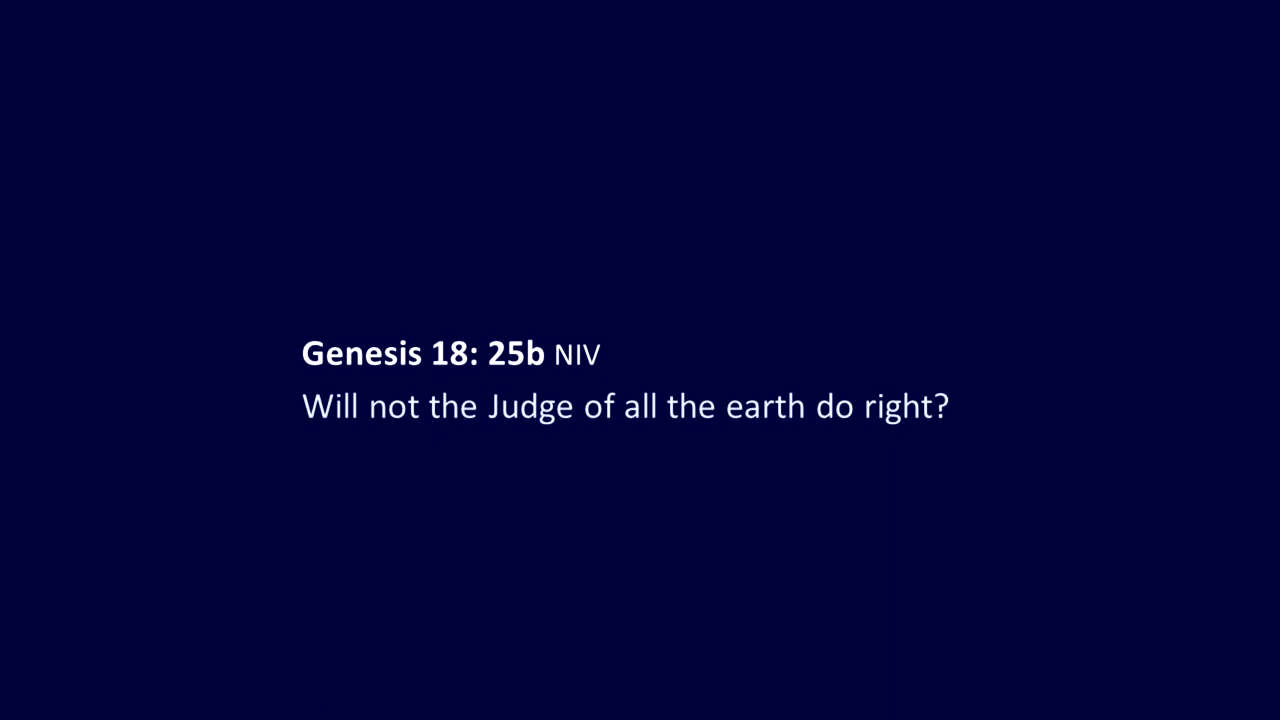 Genesis 18: 25b NIV
Will not the Judge of all the earth do right?